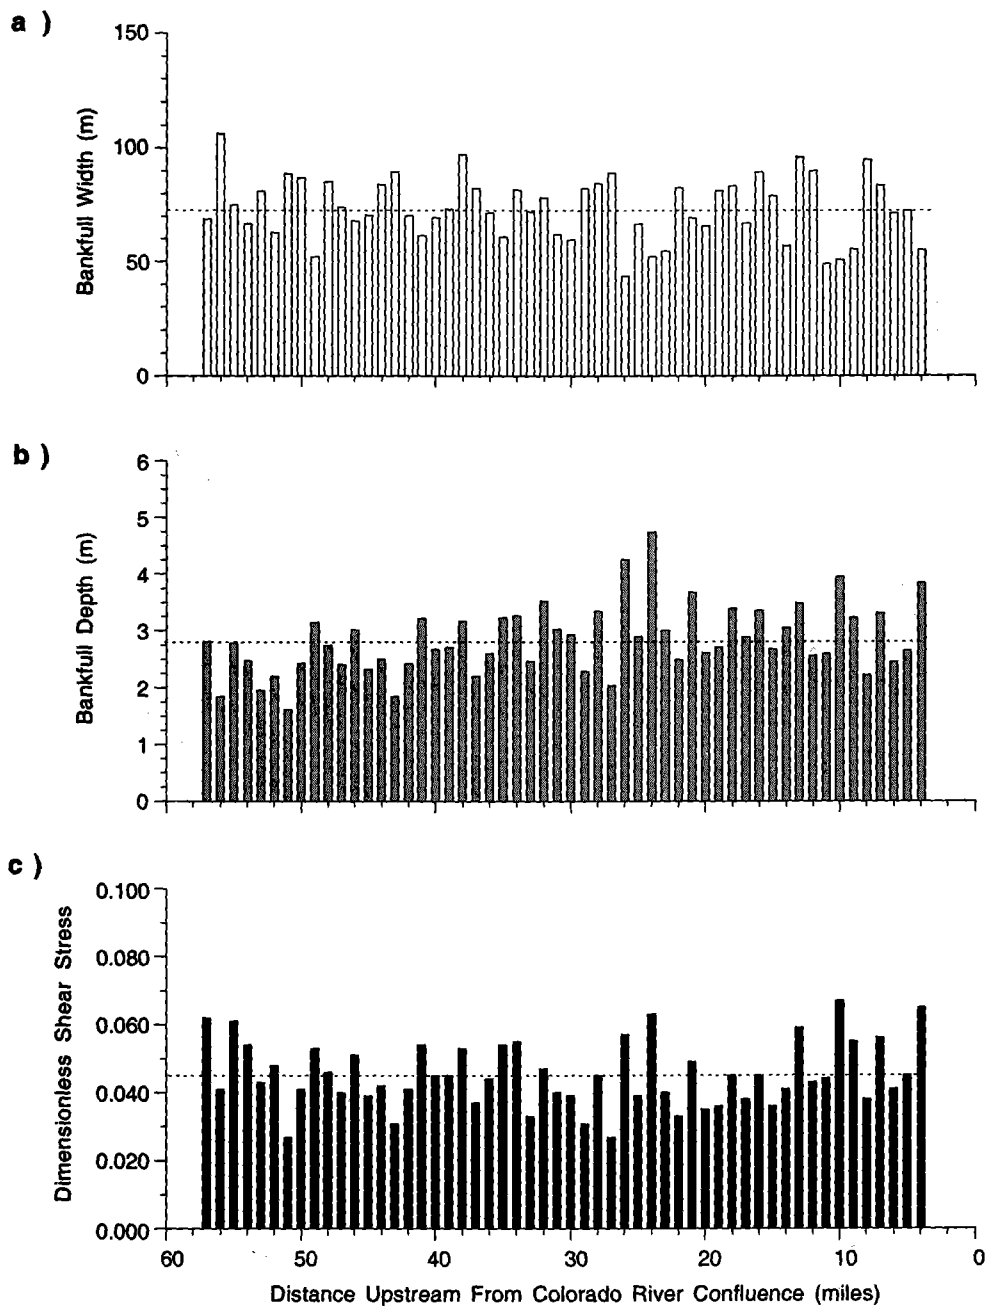 a )
150
100
50
0
Bankfull Width (m)
b )
6
5
4
3
2
1
0
Bankfull Depth (m)
c )
0.100
0.080
0.060
0.040
0.020
0.000
Dimensionless Shear Stress
60 50 40 30 20 10 0
Distance Upstream From Colorado River Confluence (miles)